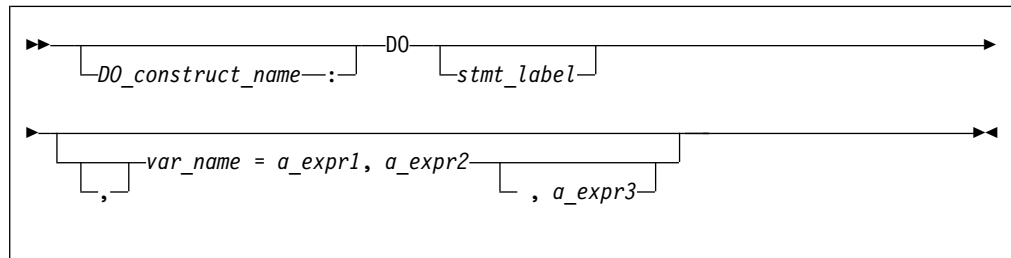 DO
DO_construct_name : stmt_label
var_name = a_expr1, a_expr2
, , a_expr3